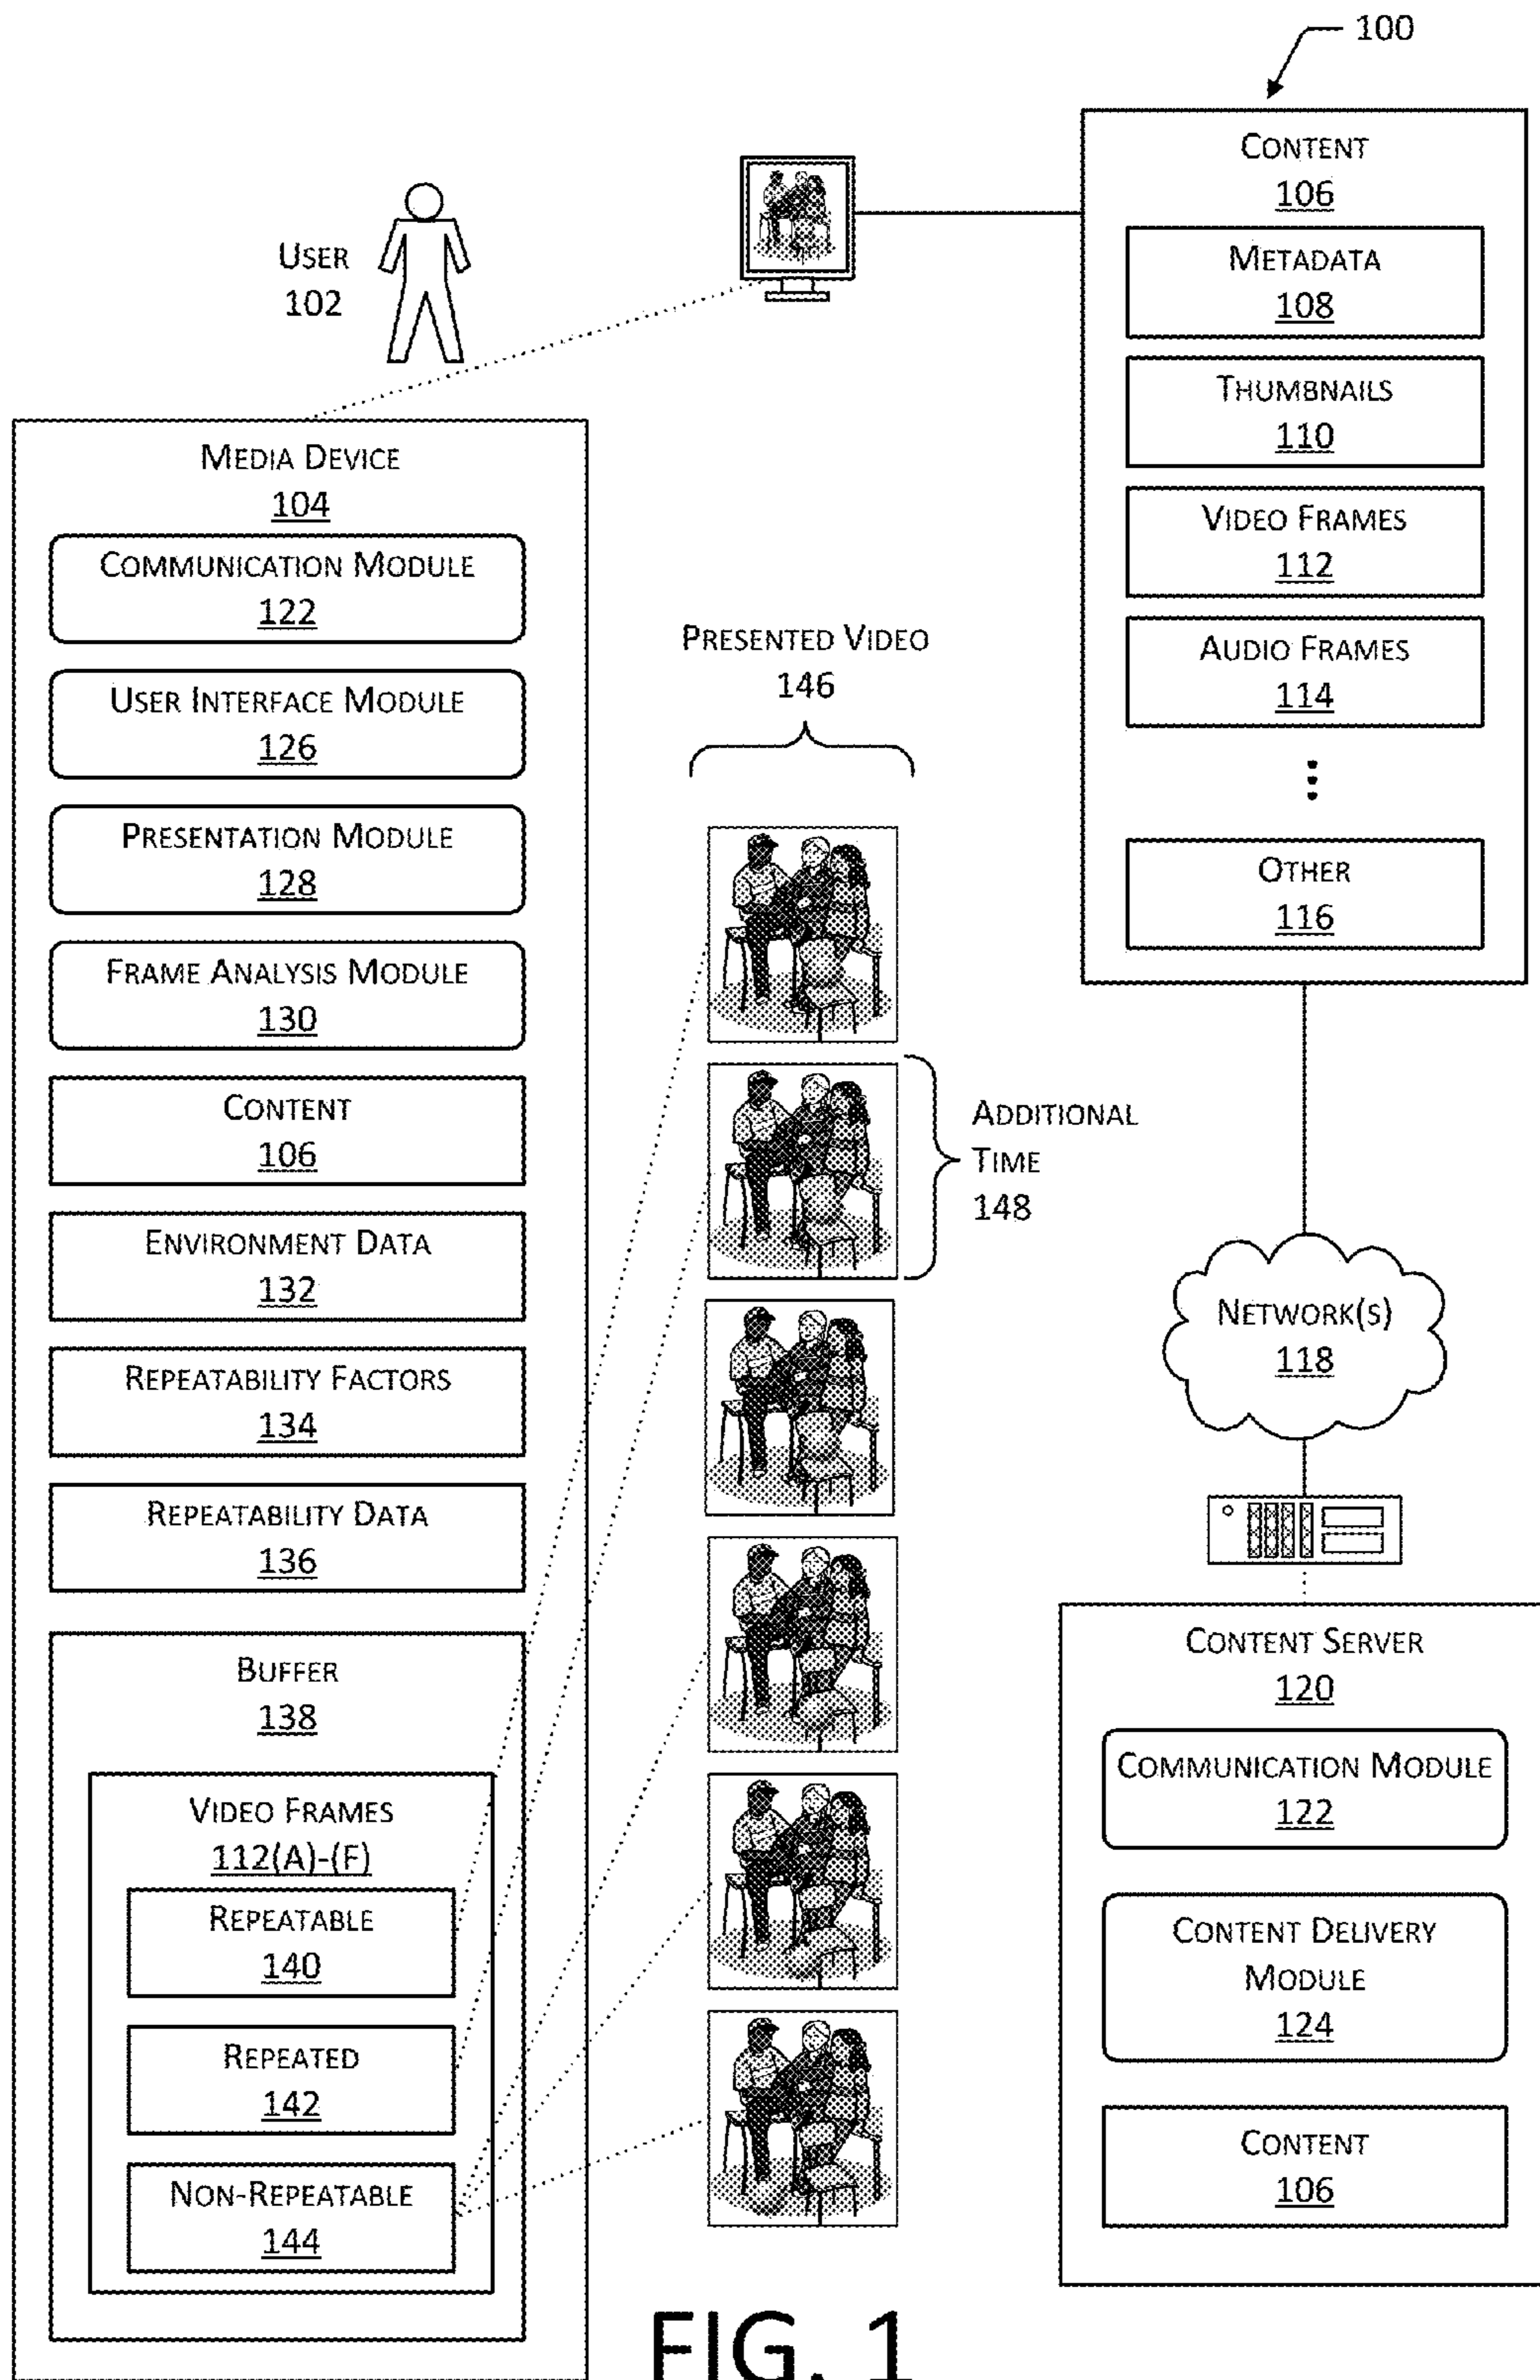 100
USER
102
MEDIA DEVICE
104
COMMUNICATION MODULE
122
USER INTERFACE MODULE
126
PRESENTATION MODULE
128
FRAME ANALYSIS MODULE
130
CONTENT
106
ENVIRONMENT DATA
132
REPEATABILITY FACTORS
134
REPEATABILITY DATA
136
BUFFER
138
VIDEO FRAMES
112(A)-(F)
REPEATABLE
140
REPEATED
142
NON-REPEATABLE
144
PRESENTED VIDEO
146
ADDITIONAL
TIME
148
CONTENT
106
METADATA
108
THUMBNAILS
110
VIDEO FRAMES
112
AUDIO FRAMES
114
OTHER
116
NETWORK(S)
118
CONTENT SERVER
120
COMMUNICATION MODULE
122
CONTENT DELIVERY
MODULE
124
CONTENT
106
FIG. 1